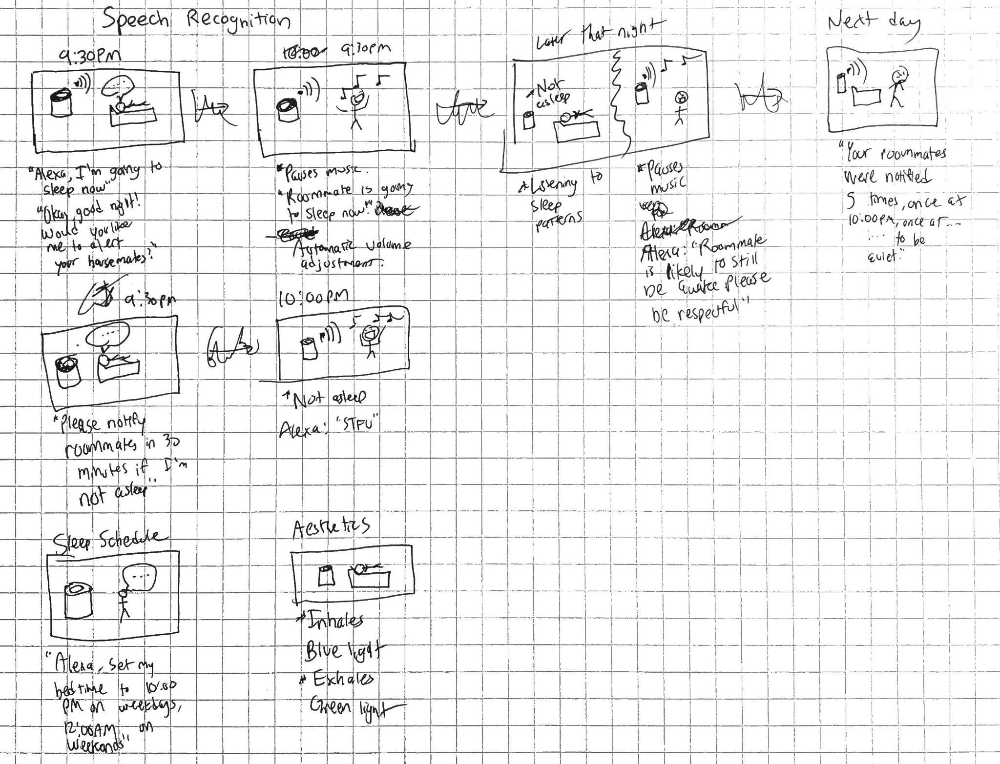 Speech Recognition
9:30PM
"Alexa, I'm going to
sleep now"
"Okay, good night!
would you like
me to alert
your housemates?"
10:00 9:30pm
*Pauses music.
"Roommate is going
to sleep now."
Automatic volume
adjustment.
Later that night
*Not
asleep
*Listening to
sleep
patterns
*Pauses
music
Alexa: "Roomm
Alexa: "Roommate
is likely to still
be awake please
be respectful"
Next day
"Your roommates
were notified
5 times, once at
10:00pm, once at ...
... to be
quiet."
9:30pm
"Please notify
roommates in 30
minutes if I'm
not asleep"
10:00PM
*Not asleep
Alexa: "STFU"
Sleep Schedule
"Alexa, set my
bedtime to 10:00
PM on weekdays,
12:00AM on
weekends"
Aesthetics
*Inhales
Blue light
*Exhales
Green light